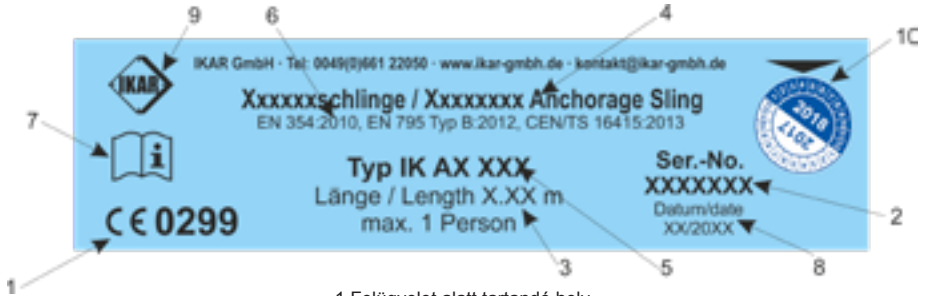 9
6
4
10
IKAR
IKAR GmbH · Tel: 0049(0)661 22050 · www.ikar-gmbh.de · kontakt@ikar-gmbh.de
Xxxxxxschlinge / Xxxxxxxx Anchorage Sling
EN 354:2010, EN 795 Typ B:2012, CEN/TS 16415:2013
2018
2017
7
i
Typ IK AX XXX
Länge / Length X.XX m
max. 1 Person
Ser.-No.
XXXXXXX
Datum/date
XX/20XX
CE 0299
2
1
3
5
8